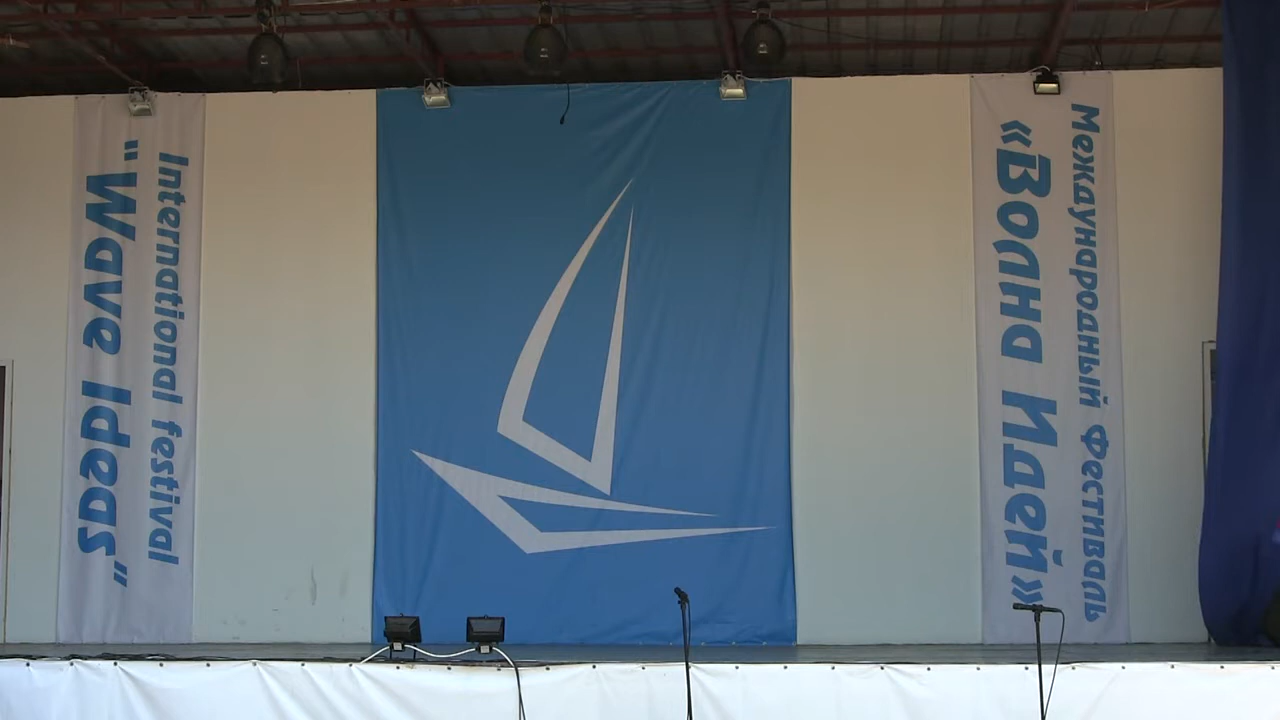 International festival
"Wave Ideas"
Международный Фестиваль
«Волна Идей»